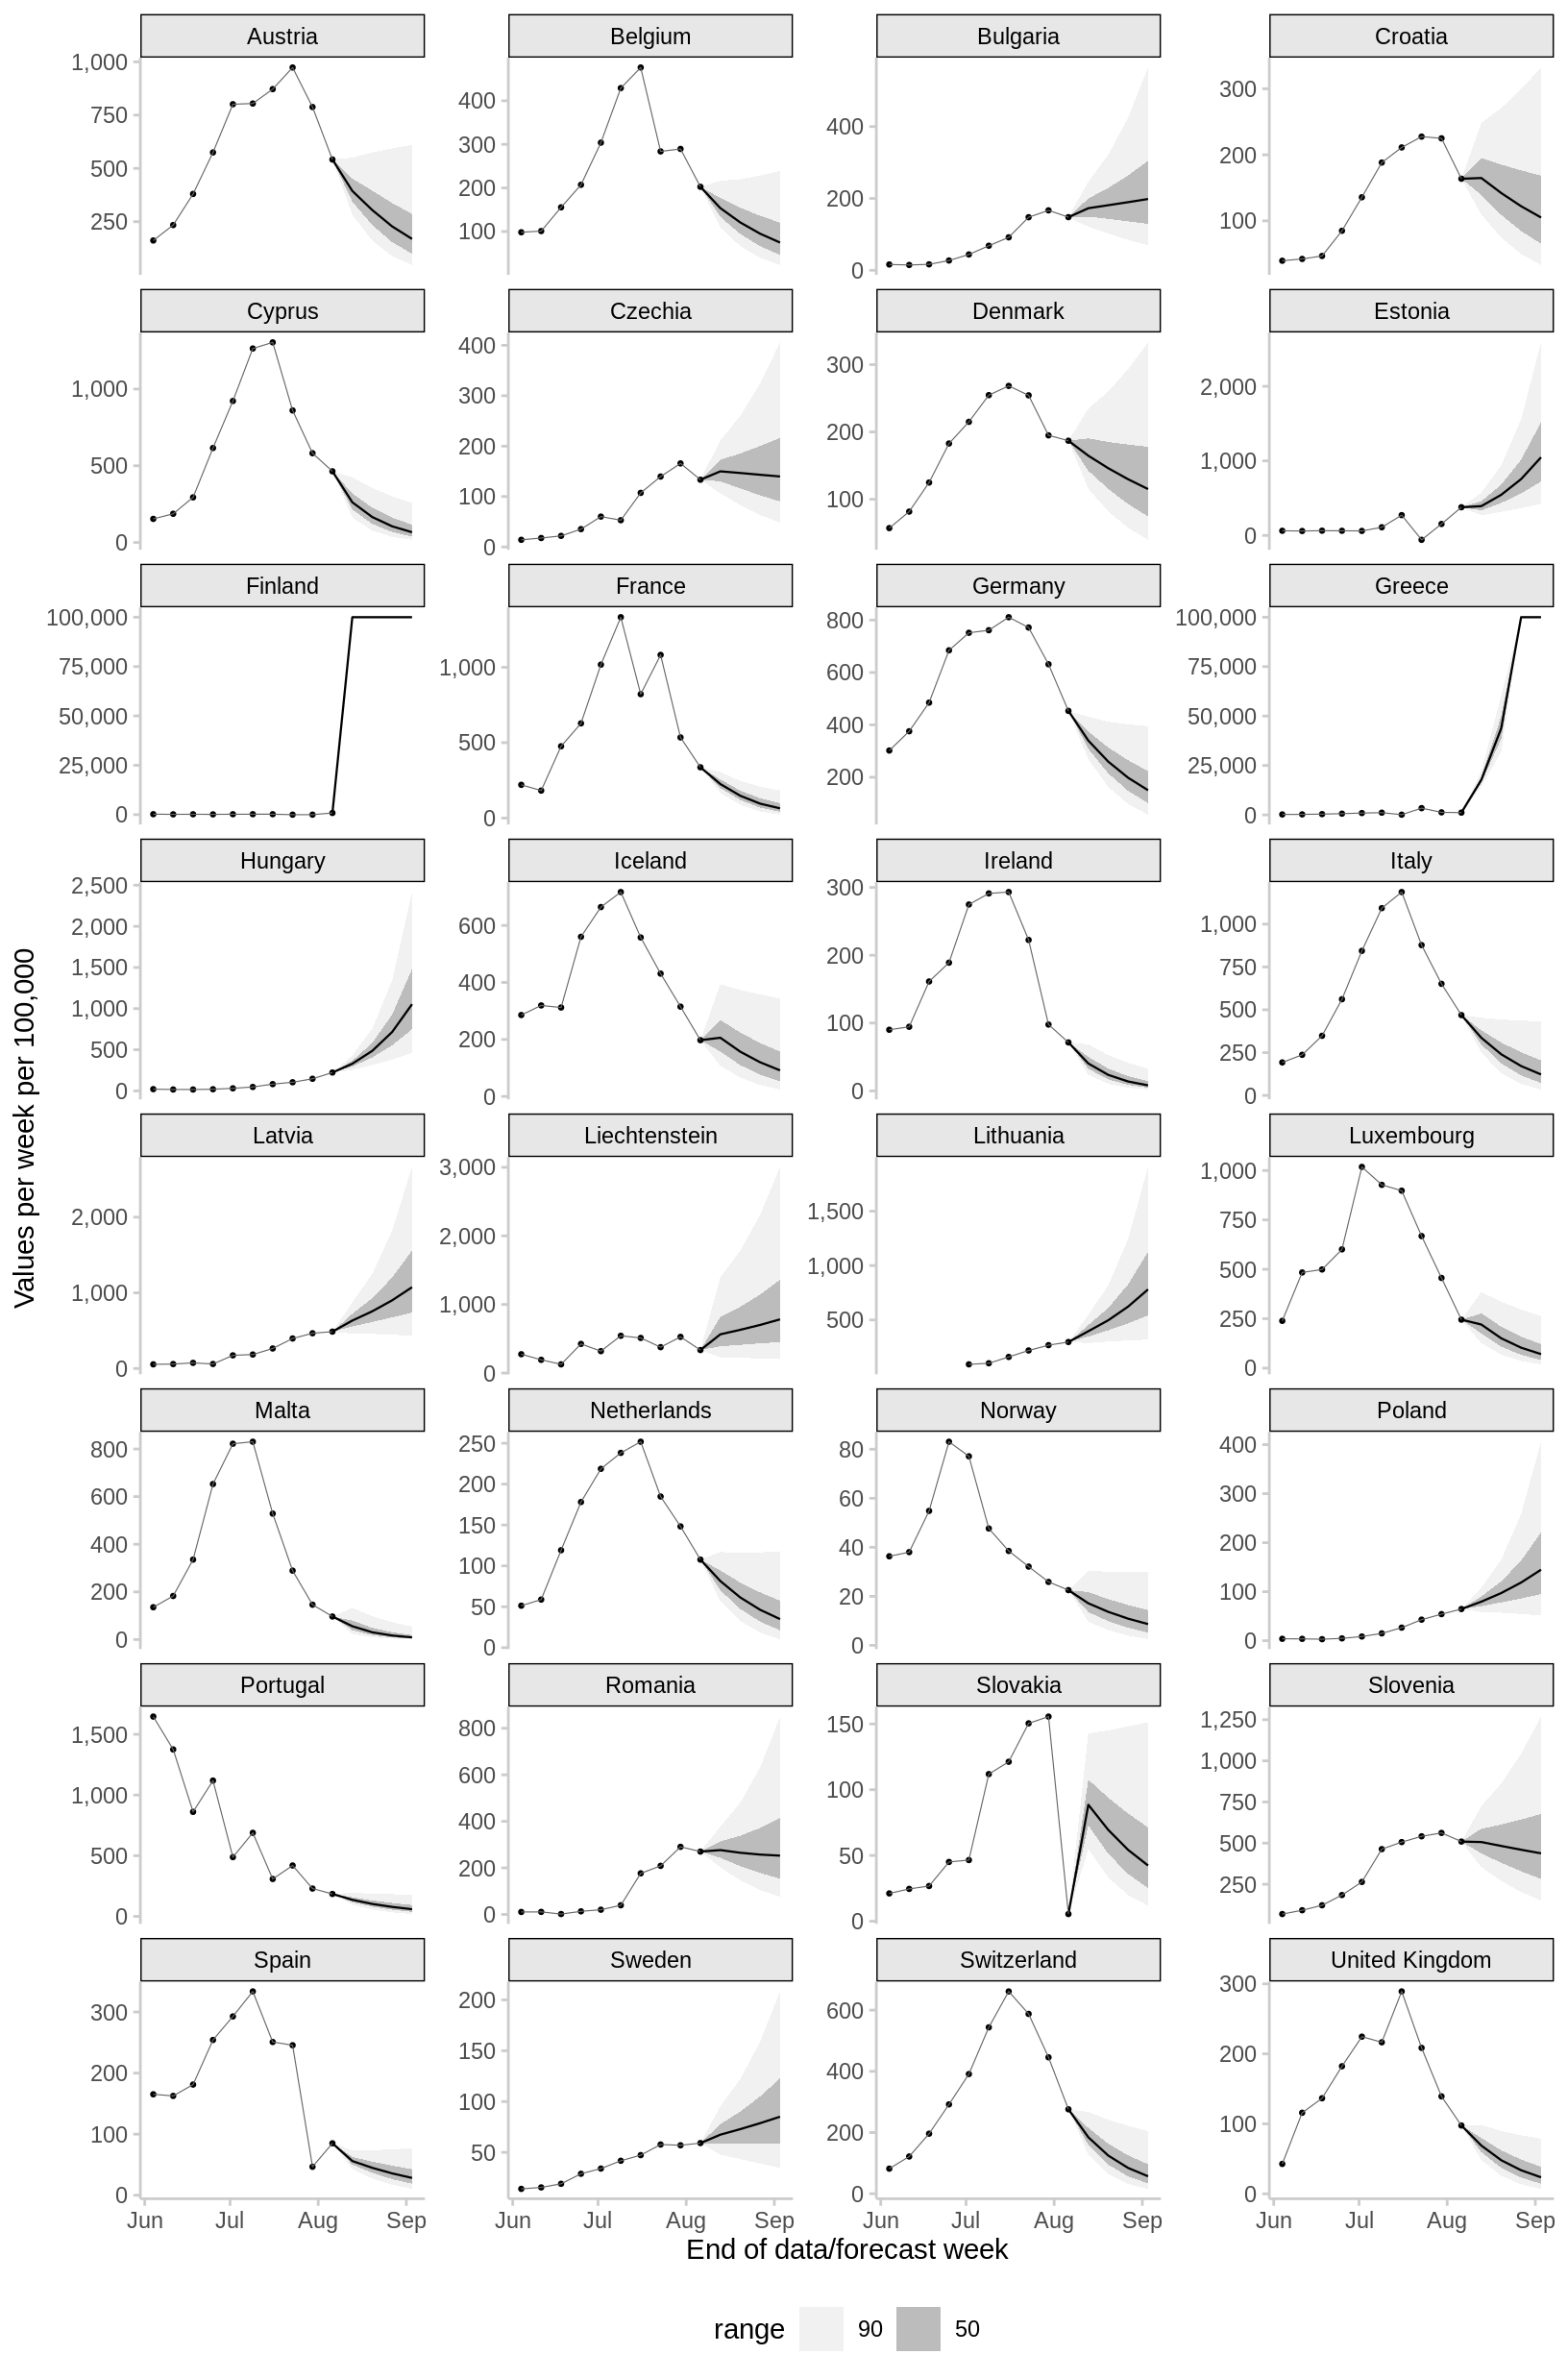 Austria Belgium Bulgaria Croatia
1,000 750 500 250
400 300 200 100
400 200 0
300 200 100
Cyprus Czechia Denmark Estonia
1,000 500 0
400 300 200 100 0
300 200 100
2,000 1,000 0
Finland France Germany Greece
100,000 75,000 50,000 25,000 0
1,000 500 0
800 600 400 200
100,000 75,000 50,000 25,000 0
Hungary Iceland Ireland Italy
2,500 2,000 1,500 1,000 500 0
600 400 200 0
300 200 100 0
1,000 750 500 250 0
Values per week per 100,000
Latvia Liechtenstein Lithuania Luxembourg
2,000 1,000 0
3,000 2,000 1,000 0
1,500 1,000 500
1,000 750 500 250 0
Malta Netherlands Norway Poland
800 600 400 200 0
250 200 150 100 50 0
80 60 40 20 0
400 300 200 100 0
Portugal Romania Slovakia Slovenia
1,500 1,000 500 0
800 600 400 200 0
150 100 50 0
1,250 1,000 750 500 250
Spain Sweden Switzerland United Kingdom
300 200 100 0
200 150 100 50
600 400 200 0
300 200 100 0
Jun Jul Aug Sep Jun Jul Aug Sep Jun Jul Aug Sep Jun Jul Aug Sep
End of data/forecast week
range 90 50